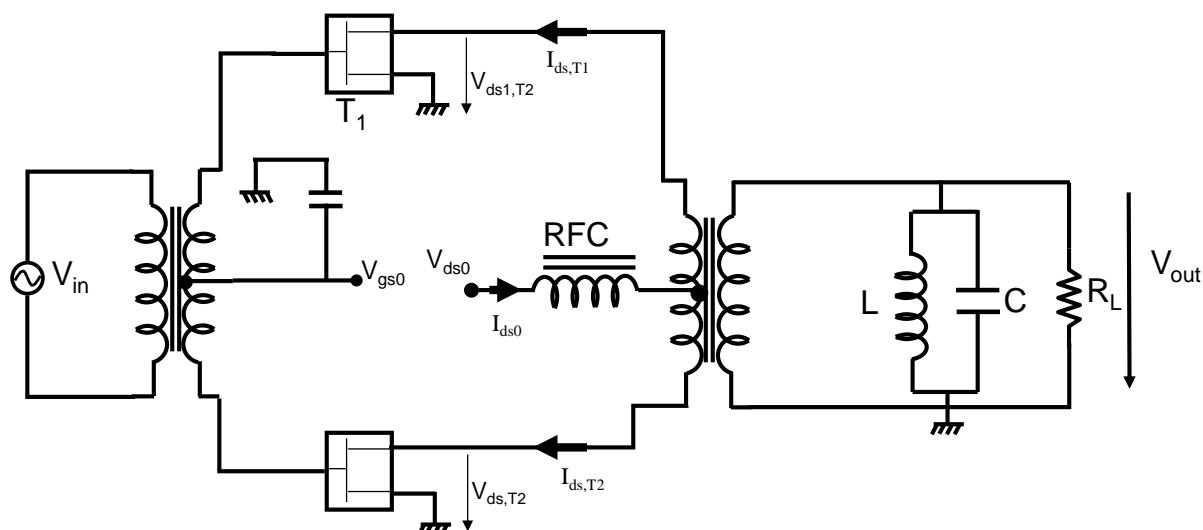 I_ds,T1
V_ds1,T2
T_1
RFC
V_in
V_gs0
V_ds0
I_ds0
L
C
R_L
V_out
V_ds,T2
I_ds,T2